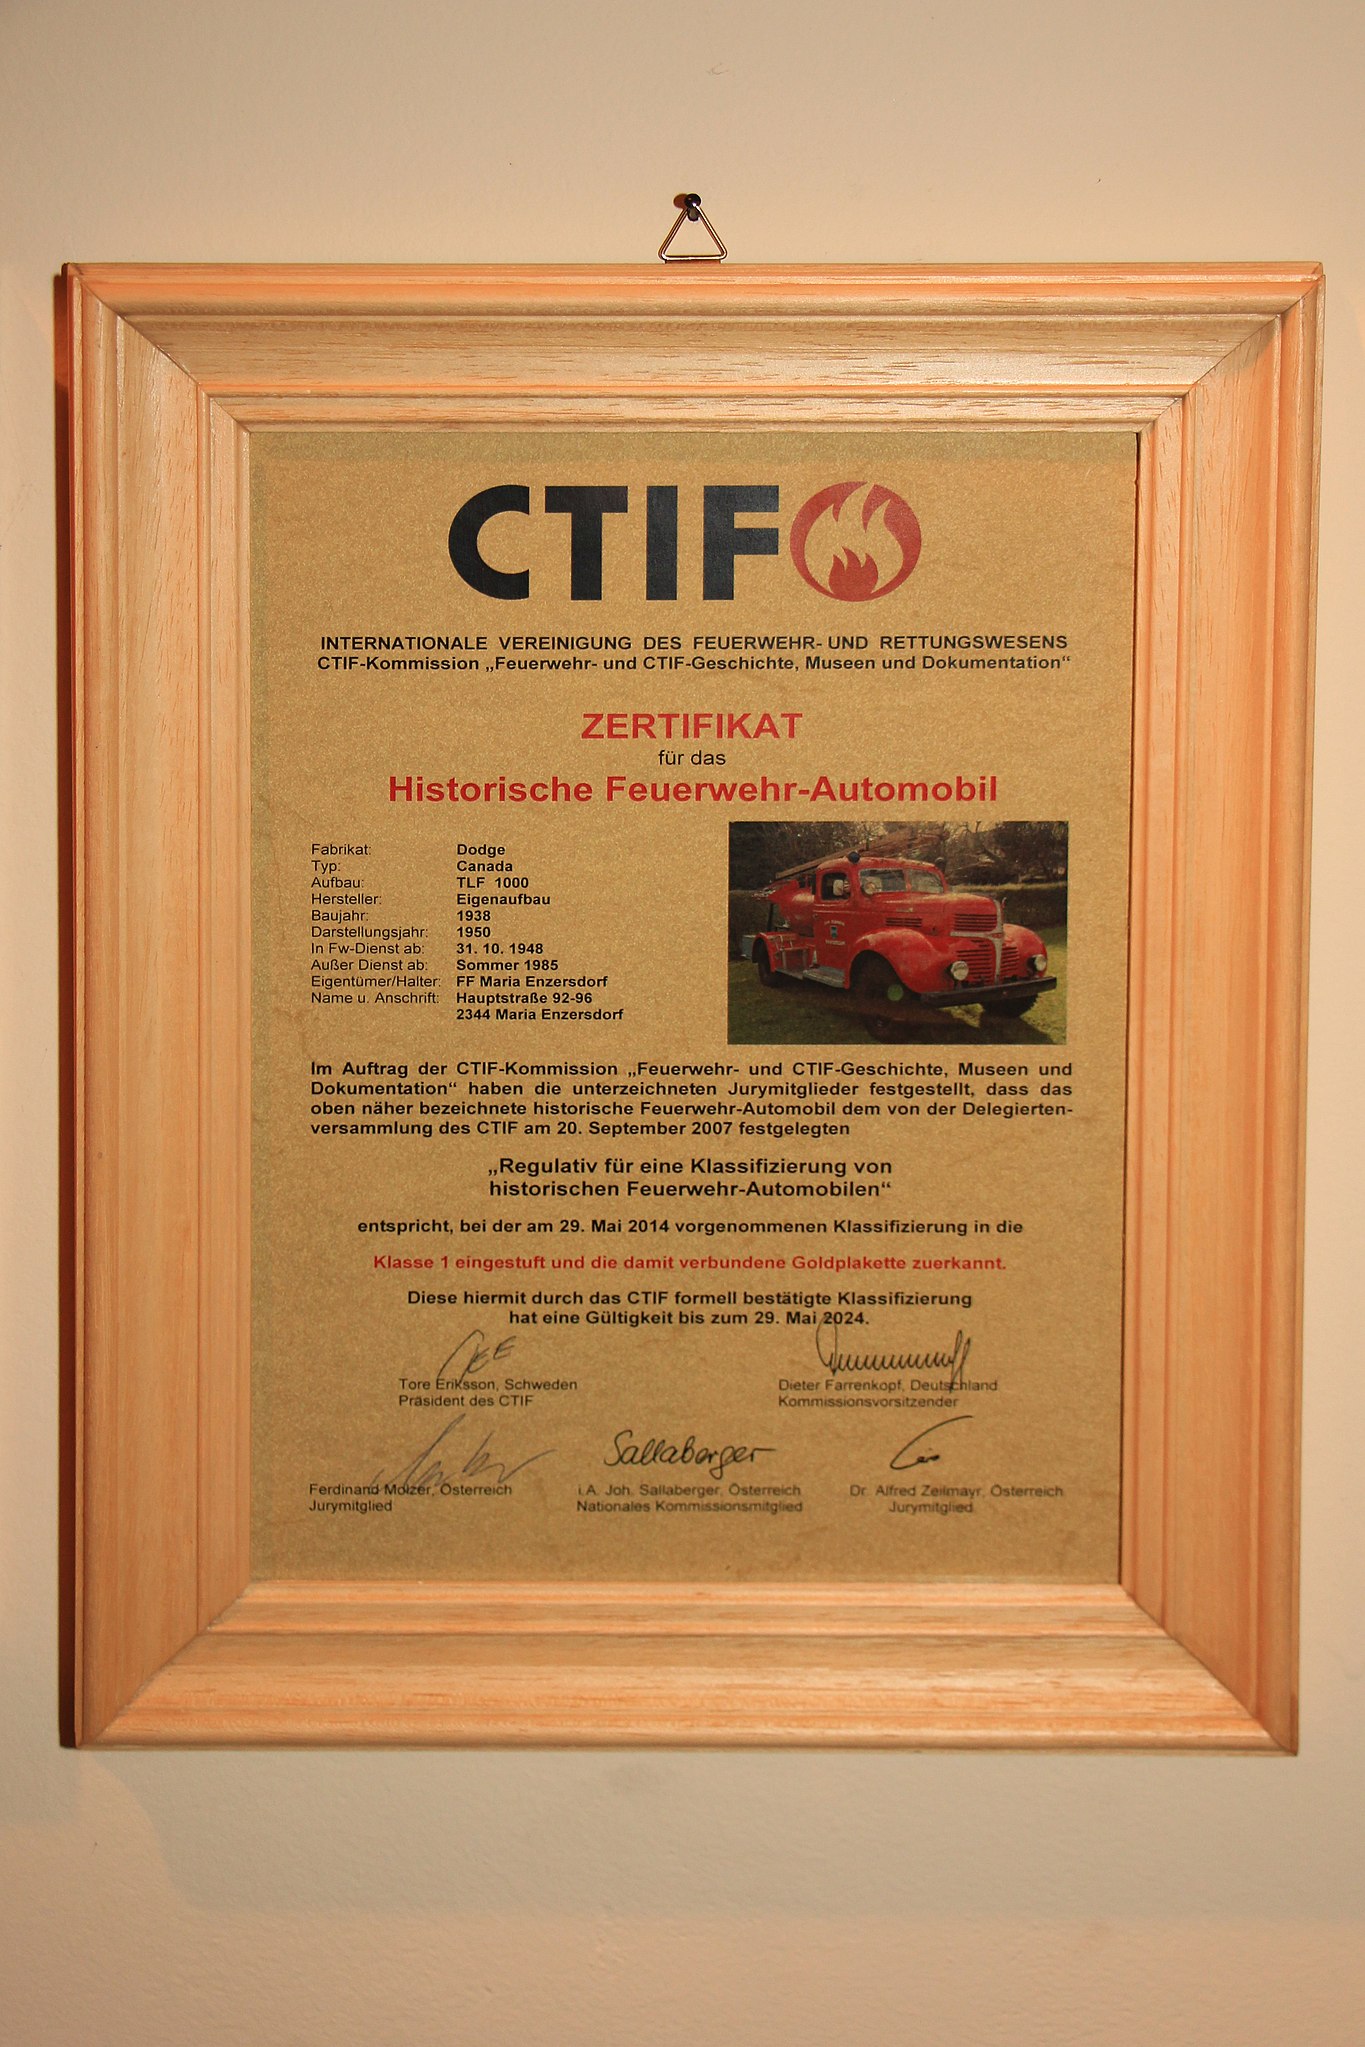 CTIF
INTERNATIONALE VEREINIGUNG DES FEUERWEHR- UND RETTUNGSWESENS
CTIF-Kommission „Feuerwehr- und CTIF-Geschichte, Museen und Dokumentation“
ZERTIFIKAT
für das
Historische Feuerwehr-Automobil
Fabrikat: Dodge
Typ: Canada
Aufbau: TLF 1000
Hersteller: Eigenaufbau
Baujahr: 1938
Darstellungsjahr: 1950
In Fw-Dienst ab: 31. 10. 1948
Außer Dienst ab: Sommer 1985
Eigentümer/Halter: FF Maria Enzersdorf
Name u. Anschrift: Hauptstraße 92-96
2344 Maria Enzersdorf
Im Auftrag der CTIF-Kommission „Feuerwehr- und CTIF-Geschichte, Museen und
Dokumentation“ haben die unterzeichneten Jurymitglieder festgestellt, dass das
oben näher bezeichnete historische Feuerwehr-Automobil dem von der Delegierten-
versammlung des CTIF am 20. September 2007 festgelegten
„Regulativ für eine Klassifizierung von
historischen Feuerwehr-Automobilen“
entspricht, bei der am 29. Mai 2014 vorgenommenen Klassifizierung in die
Klasse 1 eingestuft und die damit verbundene Goldplakette zuerkannt.
Diese hiermit durch das CTIF formell bestätigte Klassifizierung
hat eine Gültigkeit bis zum 29. Mai 2024.
Tore Eriksson, Schweden
Präsident des CTIF
Dieter Farrenkopf, Deutschland
Kommissionsvorsitzender
Sallaberger
Ferdinand Molzer, Österreich
Jurymitglied
i.A. Joh. Sallaberger, Österreich
Nationales Kommissionsmitglied
Dr. Alfred Zeilmayr, Österreich
Jurymitglied